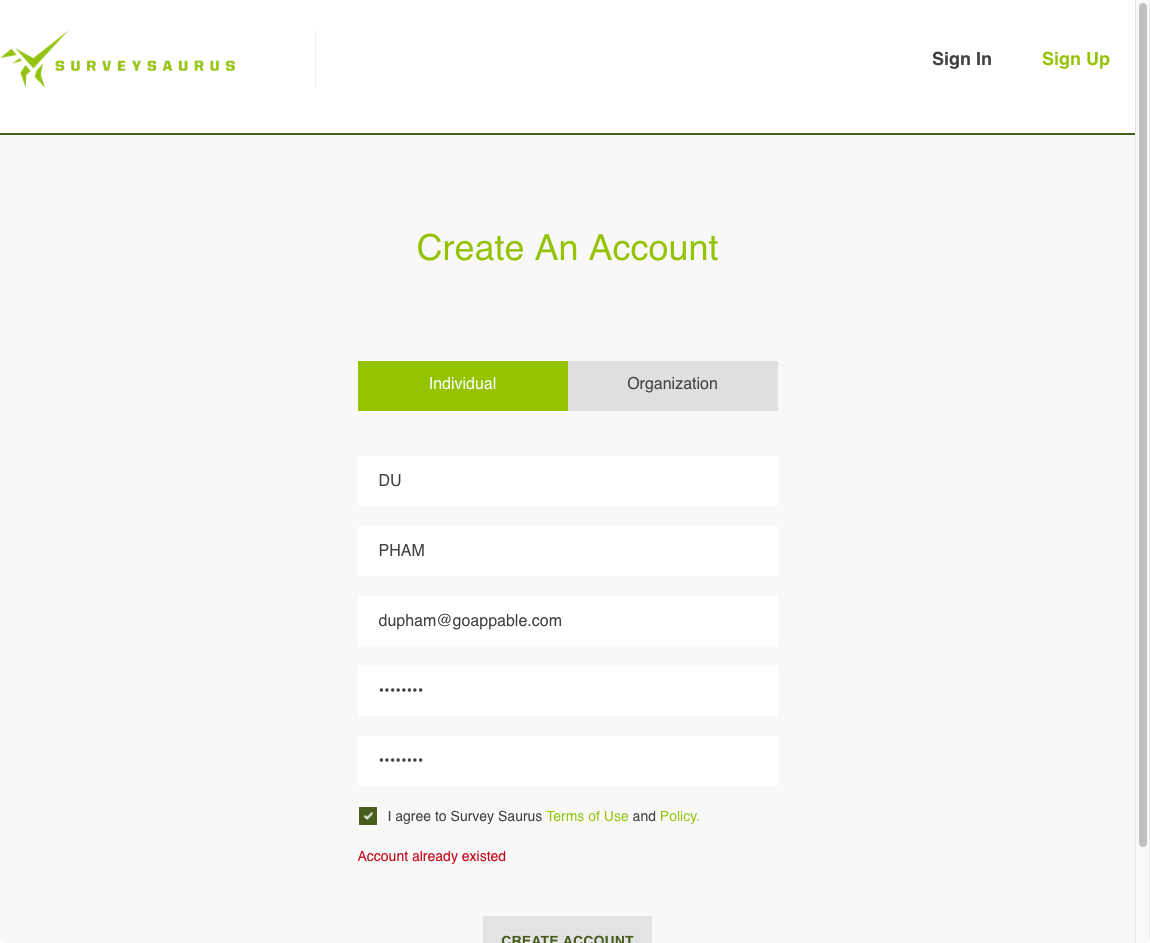 SURVEYSAURUS
Sign In
Sign Up
Create An Account
Individual
Organization
DU
PHAM
dupham@goappable.com
••••••••
••••••••
I agree to Survey Saurus Terms of Use and Policy.
Account already existed
CREATE ACCOUNT